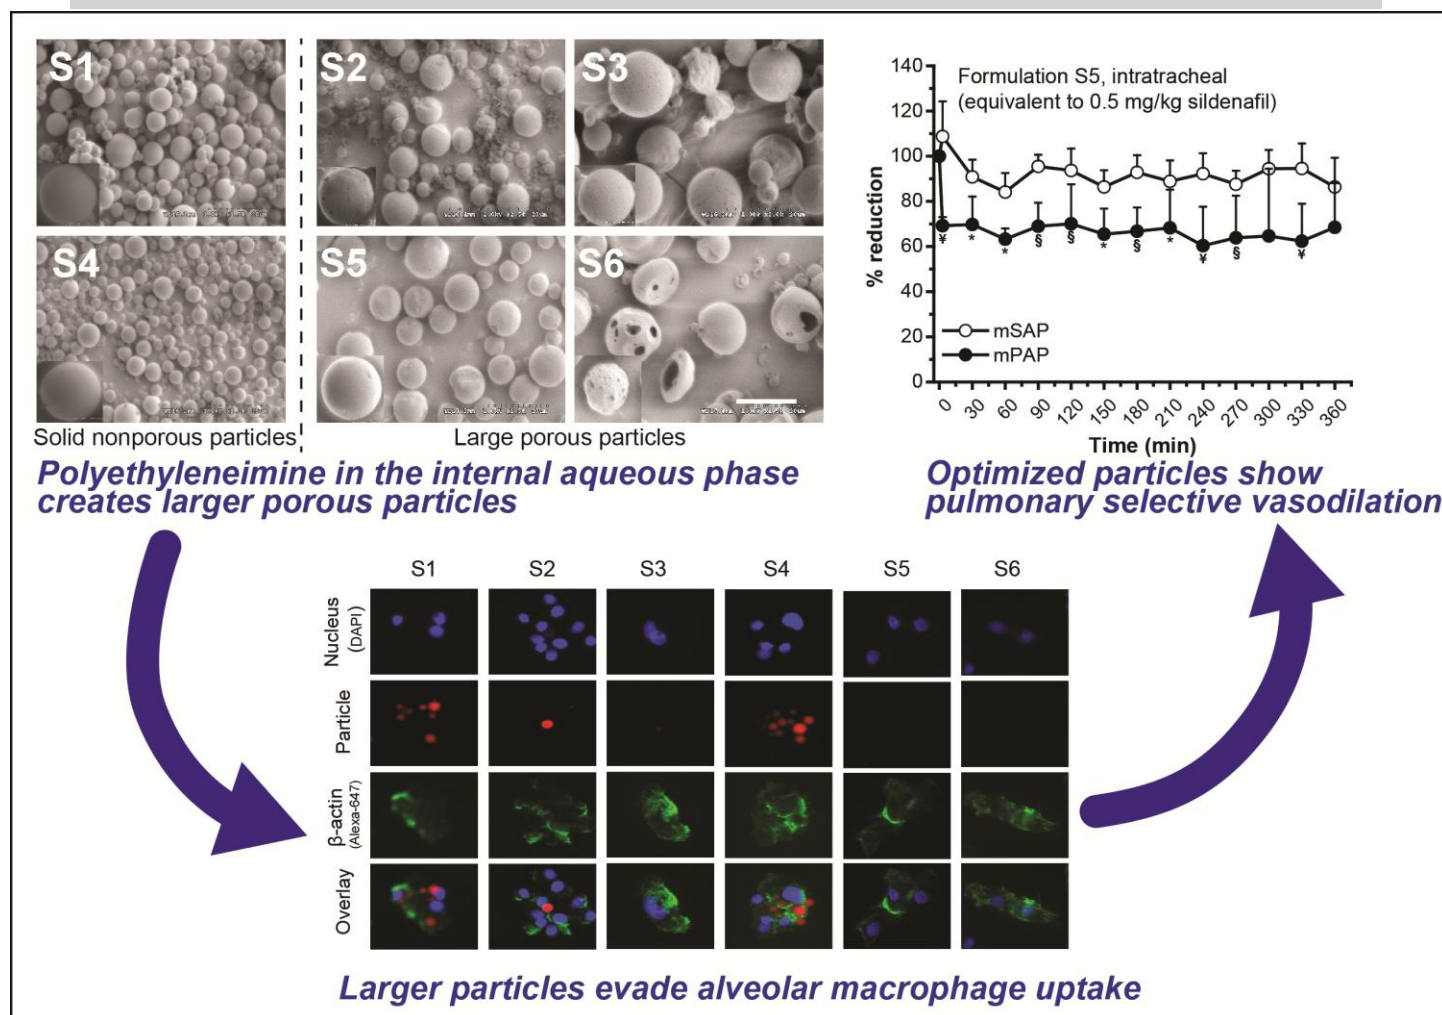 S1
S2
S3
S4
S5
S6
Solid nonporous particles
Large porous particles
Polyethyleneimine in the internal aqueous phase
creates larger porous particles
Formulation S5, intratracheal
(equivalent to 0.5 mg/kg sildenafil)
% reduction
140
120
100
80
60
40
20
0
¥ * * § § * § * ¥ § ¥
mSAP
mPAP
0 30 60 90 120 150 180 210 240 270 300 330 360
Time (min)
Optimized particles show
pulmonary selective vasodilation
S1 S2 S3 S4 S5 S6
Nucleus
(DAPI)
Particle
β-actin
(Alexa-647)
Overlay
Larger particles evade alveolar macrophage uptake